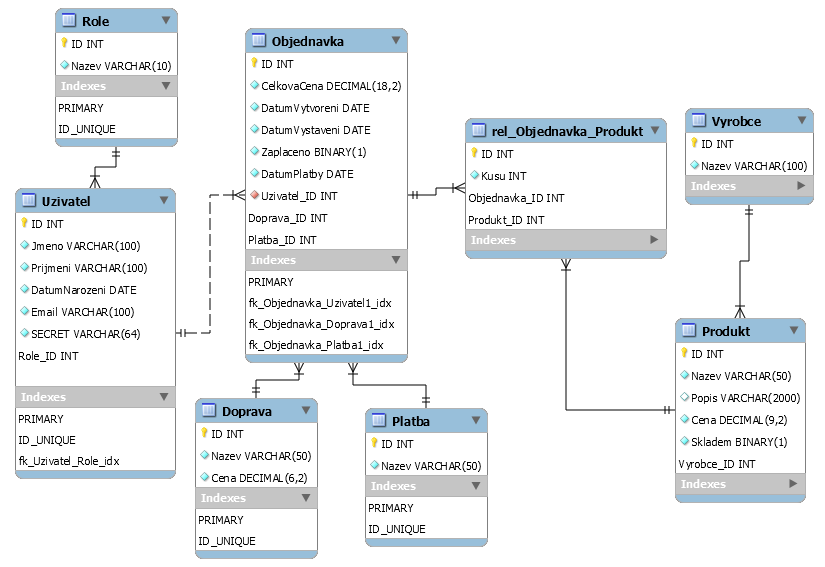 Role
ID INT
Nazev VARCHAR(10)
Indexes
PRIMARY
ID_UNIQUE
Uzivatel
ID INT
Jmeno VARCHAR(100)
Prijmeni VARCHAR(100)
DatumNarozeni DATE
Email VARCHAR(100)
SECRET VARCHAR(64)
Role_ID INT
Indexes
PRIMARY
ID_UNIQUE
fk_Uzivatel_Role_idx
Objednavka
ID INT
CelkovaCena DECIMAL(18,2)
DatumVytvoreni DATE
DatumVystaveni DATE
Zaplaceno BINARY(1)
DatumPlatby DATE
Uzivatel_ID INT
Doprava_ID INT
Platba_ID INT
Indexes
PRIMARY
fk_Objednavka_Uzivatel1_idx
fk_Objednavka_Doprava1_idx
fk_Objednavka_Platba1_idx
Doprava
ID INT
Nazev VARCHAR(50)
Cena DECIMAL(6,2)
Indexes
PRIMARY
ID_UNIQUE
Platba
ID INT
Nazev VARCHAR(50)
Indexes
PRIMARY
ID_UNIQUE
rel_Objednavka_Produkt
ID INT
Kusu INT
Objednavka_ID INT
Produkt_ID INT
Indexes
Vyrobce
ID INT
Nazev VARCHAR(100)
Indexes
Produkt
ID INT
Nazev VARCHAR(50)
Popis VARCHAR(2000)
Cena DECIMAL(9,2)
Skladem BINARY(1)
Vyrobce_ID INT
Indexes